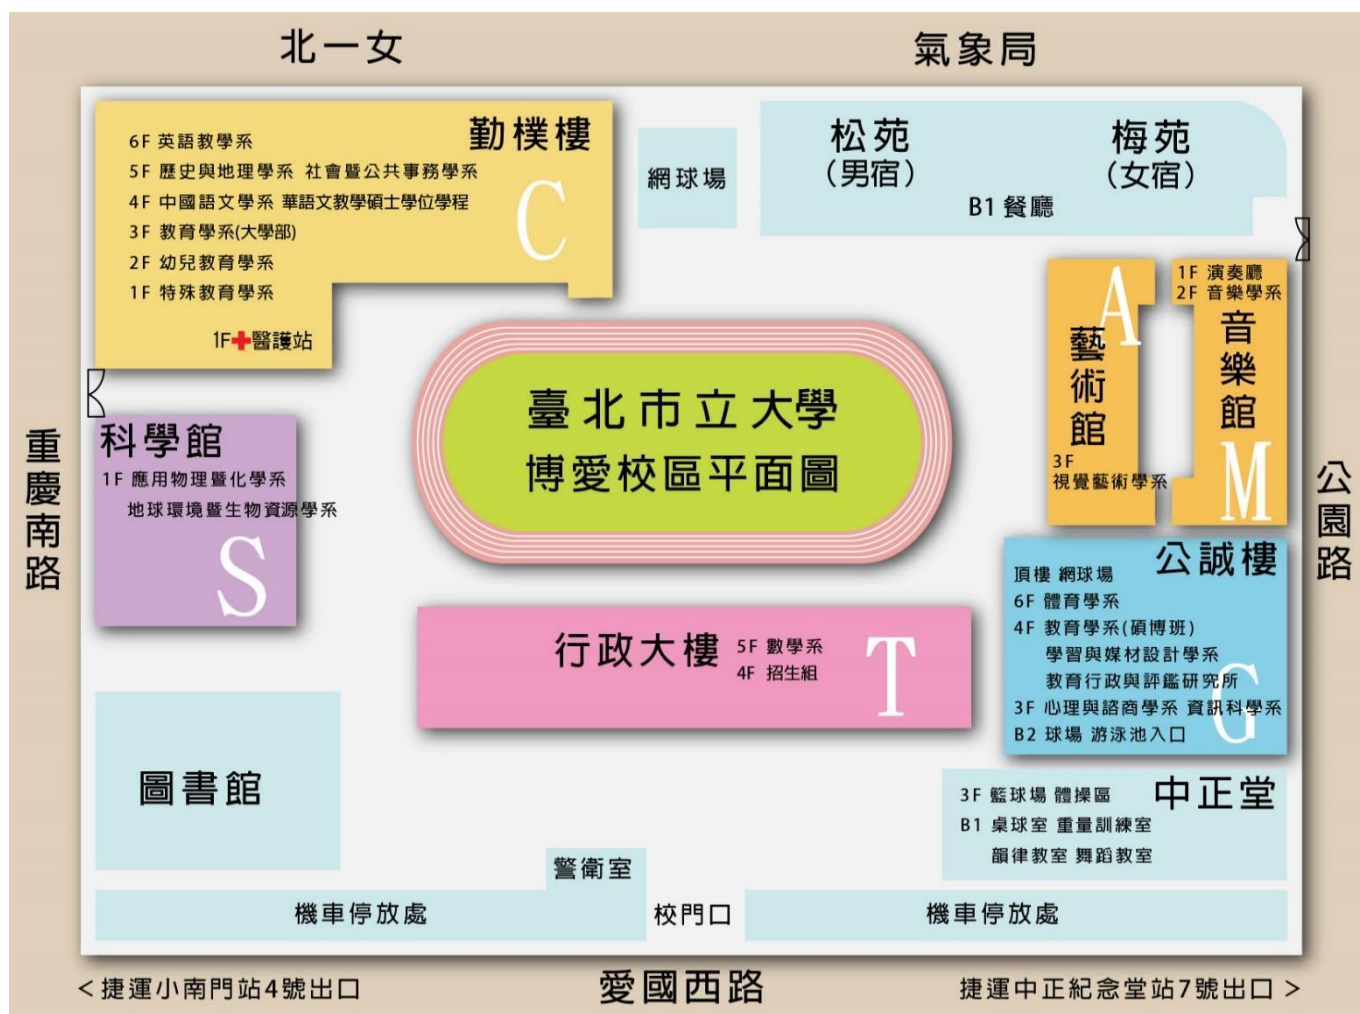 北一女
氣象局
勤樸樓
6F 英語教學系
5F 歷史與地理學系 社會暨公共事務學系
4F 中國語文學系 華語文教學碩士學位學程
3F 教育學系(大學部)
2F 幼兒教育學系
1F 特殊教育學系
1F✚醫護站
C
網球場
松苑
(男宿)
梅苑
(女宿)
B1 餐廳
A
藝術館
3F
視覺藝術學系
1F 演奏廳
2F 音樂學系
音樂館
M
臺北市立大學
博愛校區平面圖
重慶南路
公園路
科學館
1F 應用物理暨化學系
地球環境暨生物資源學系
S
公誠樓
頂樓 網球場
6F 體育學系
4F 教育學系(碩博班)
學習與媒材設計學系
教育行政與評鑑研究所
3F 心理與諮商學系 資訊科學系
B2 球場 游泳池入口
G
行政大樓
5F 數學系
4F 招生組
T
圖書館
中正堂
3F 籃球場 體操區
B1 桌球室 重量訓練室
韻律教室 舞蹈教室
警衛室
機車停放處
校門口
機車停放處
<捷運小南門站4號出口
愛國西路
捷運中正紀念堂站7號出口 >